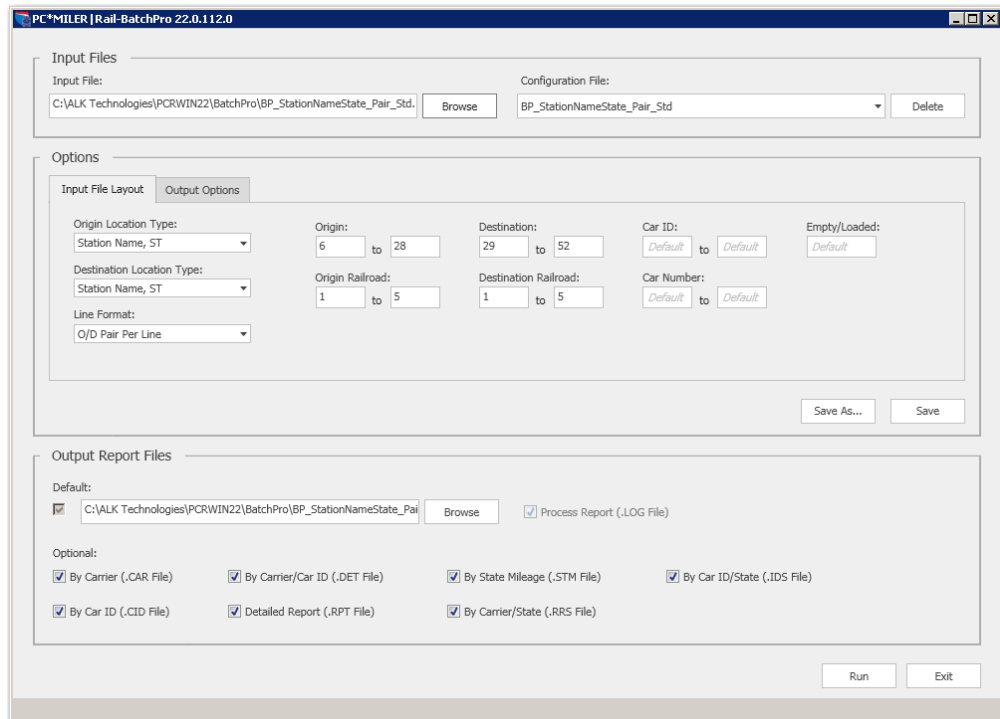 PC*MILER|Rail-BatchPro 22.0.112.0
Input Files
Input File:
Configuration File:
C:\ALK Technologies\PCRWIN22\BatchPro\BP_StationNameState_Pair_Std.
Browse
BP_StationNameState_Pair_Std
Delete
Options
Input File Layout
Output Options
Origin Location Type:
Origin:
Destination:
Car ID:
Empty/Loaded:
Station Name, ST
6 to 28
29 to 52
Default to Default
Default
Destination Location Type:
Origin Railroad:
Destination Railroad:
Car Number:
Station Name, ST
1 to 5
1 to 5
Default to Default
Line Format:
O/D Pair Per Line
Save As...
Save
Output Report Files
Default:
C:\ALK Technologies\PCRWIN22\BatchPro\BP_StationNameState_Pai
Browse
Process Report (.LOG File)
Optional:
By Carrier (.CAR File)
By Carrier/Car ID (.DET File)
By State Mileage (.STM File)
By Car ID/State (.IDS File)
By Car ID (.CID File)
Detailed Report (.RPT File)
By Carrier/State (.RRS File)
Run
Exit